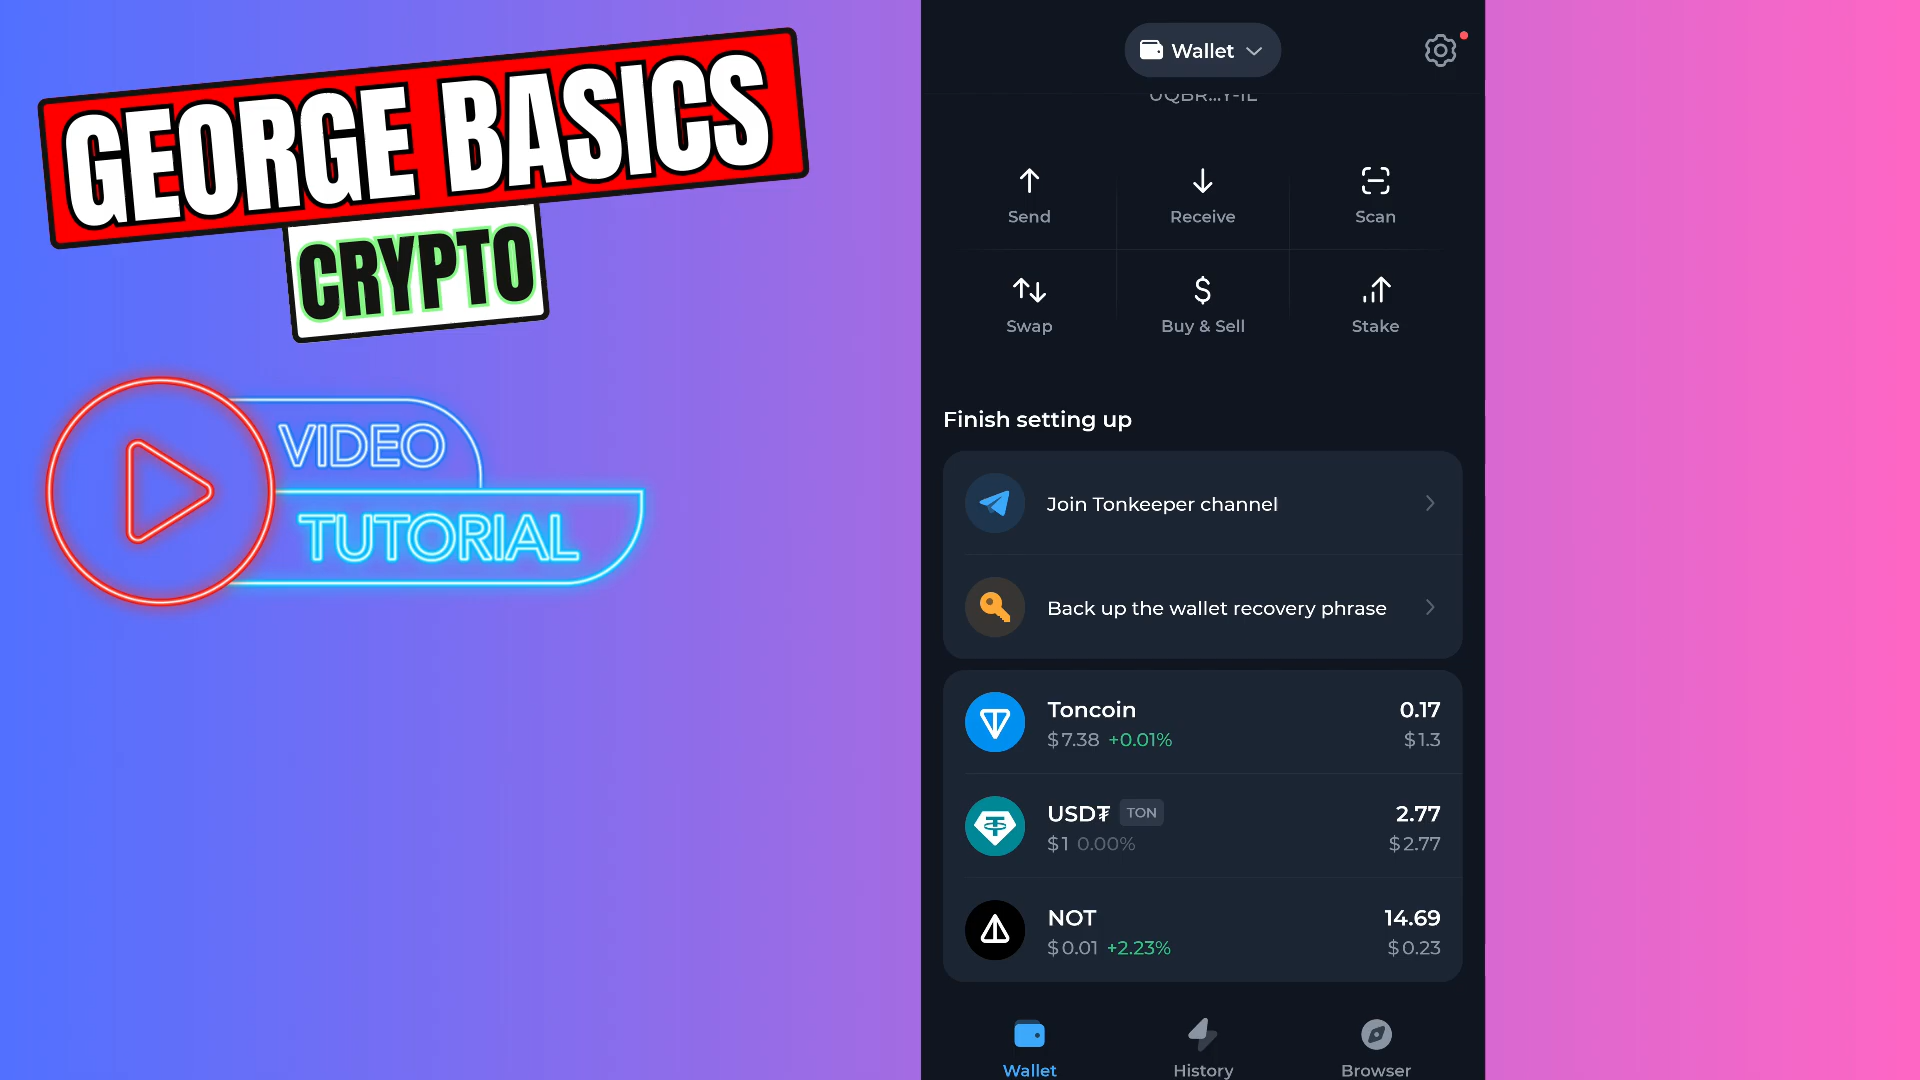 GEORGE BASICS
CRYPTO
VIDEO
TUTORIAL
Wallet
UQBR...Y-1L
Send
Receive
Scan
Swap
Buy & Sell
Stake
Finish setting up
Join Tonkeeper channel
Back up the wallet recovery phrase
Toncoin
0.17
$7.38 +0.01%
$1.3
USD₮ TON
2.77
$1 0.00%
$2.77
NOT
14.69
$0.01 +2.23%
$0.23
Wallet
History
Browser